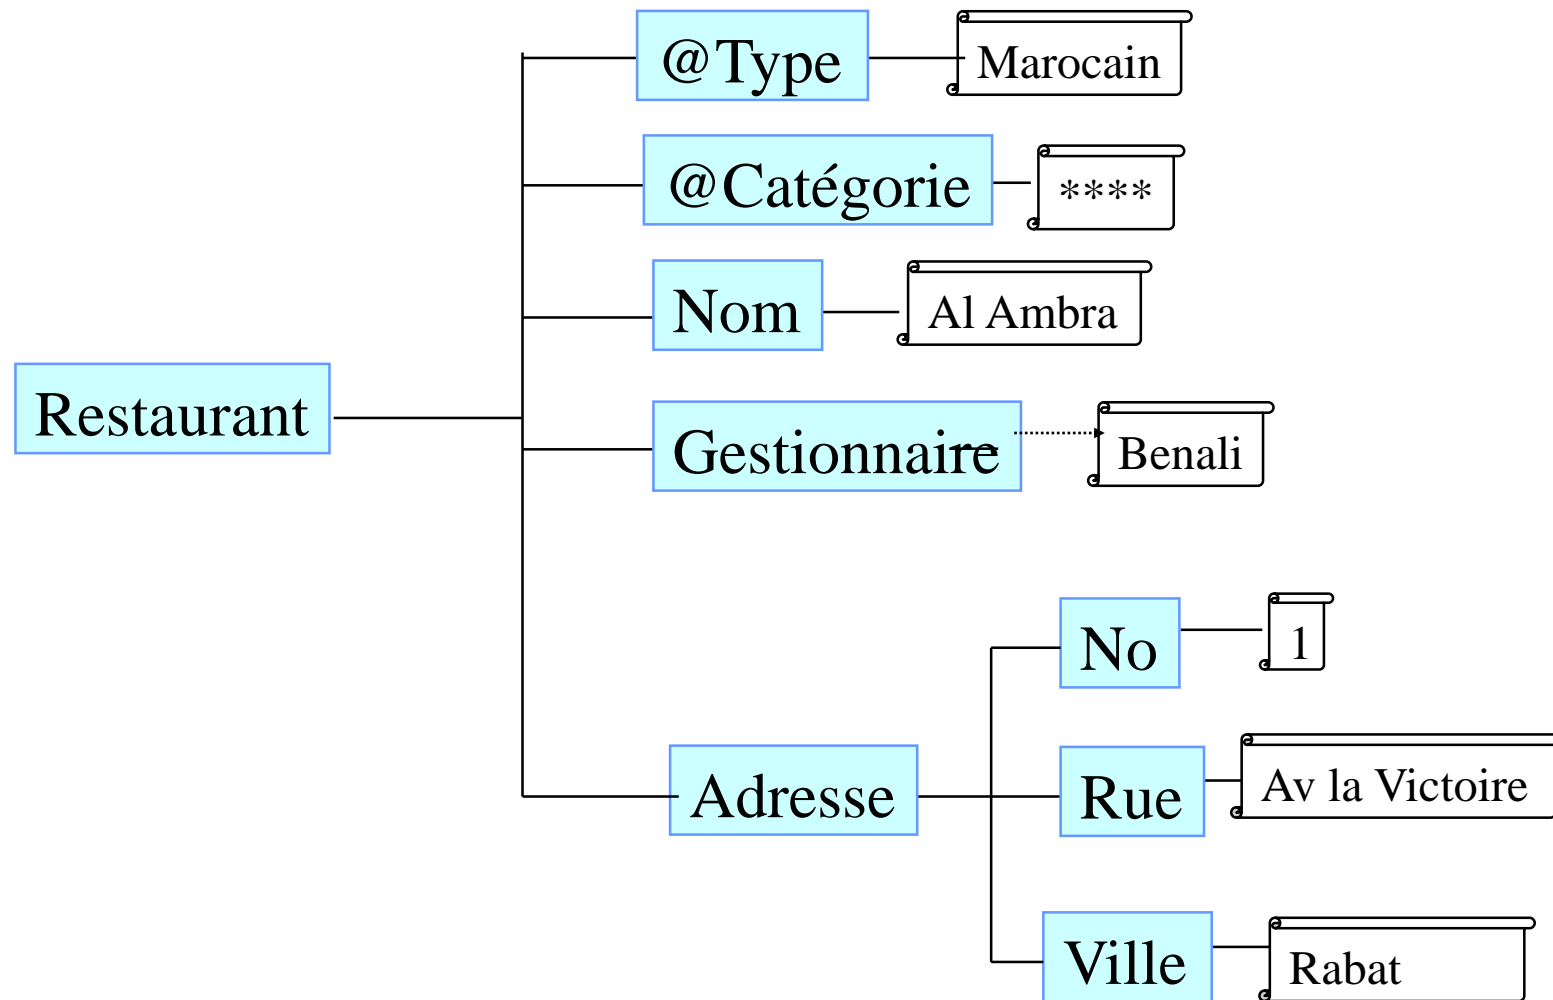 @Type
Marocain
@Catégorie
****
Nom
Al Ambra
Restaurant
Gestionnaire
Benali
No
1
Adresse
Rue
Av la Victoire
Ville
Rabat